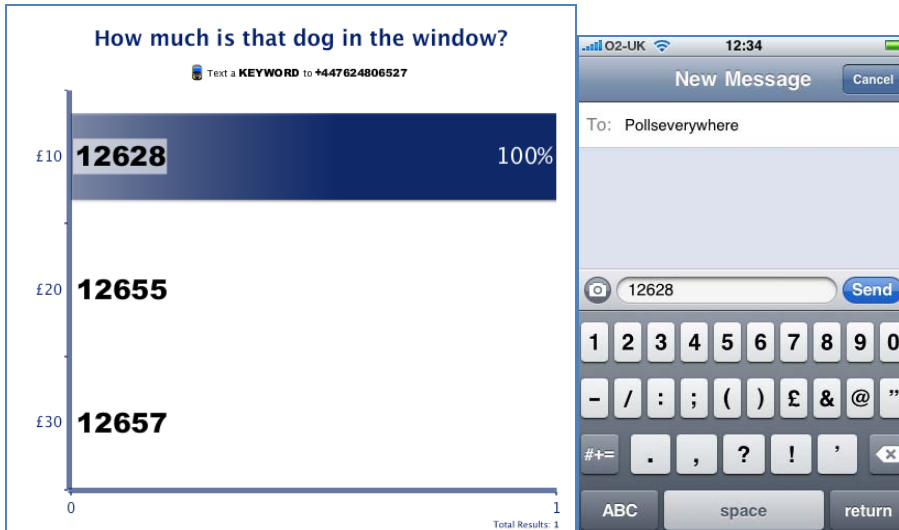 How much is that dog in the window?
Text a KEYWORD to +447624806527
£10 12628 100%
£20 12655
£30 12657
0 1
Total Results: 1
O2-UK 12:34
New Message Cancel
To: Pollseverywhere
12628 Send
1 2 3 4 5 6 7 8 9 0
- / : ; ( ) £ & @ "
#+= . , ? ! '
ABC space return